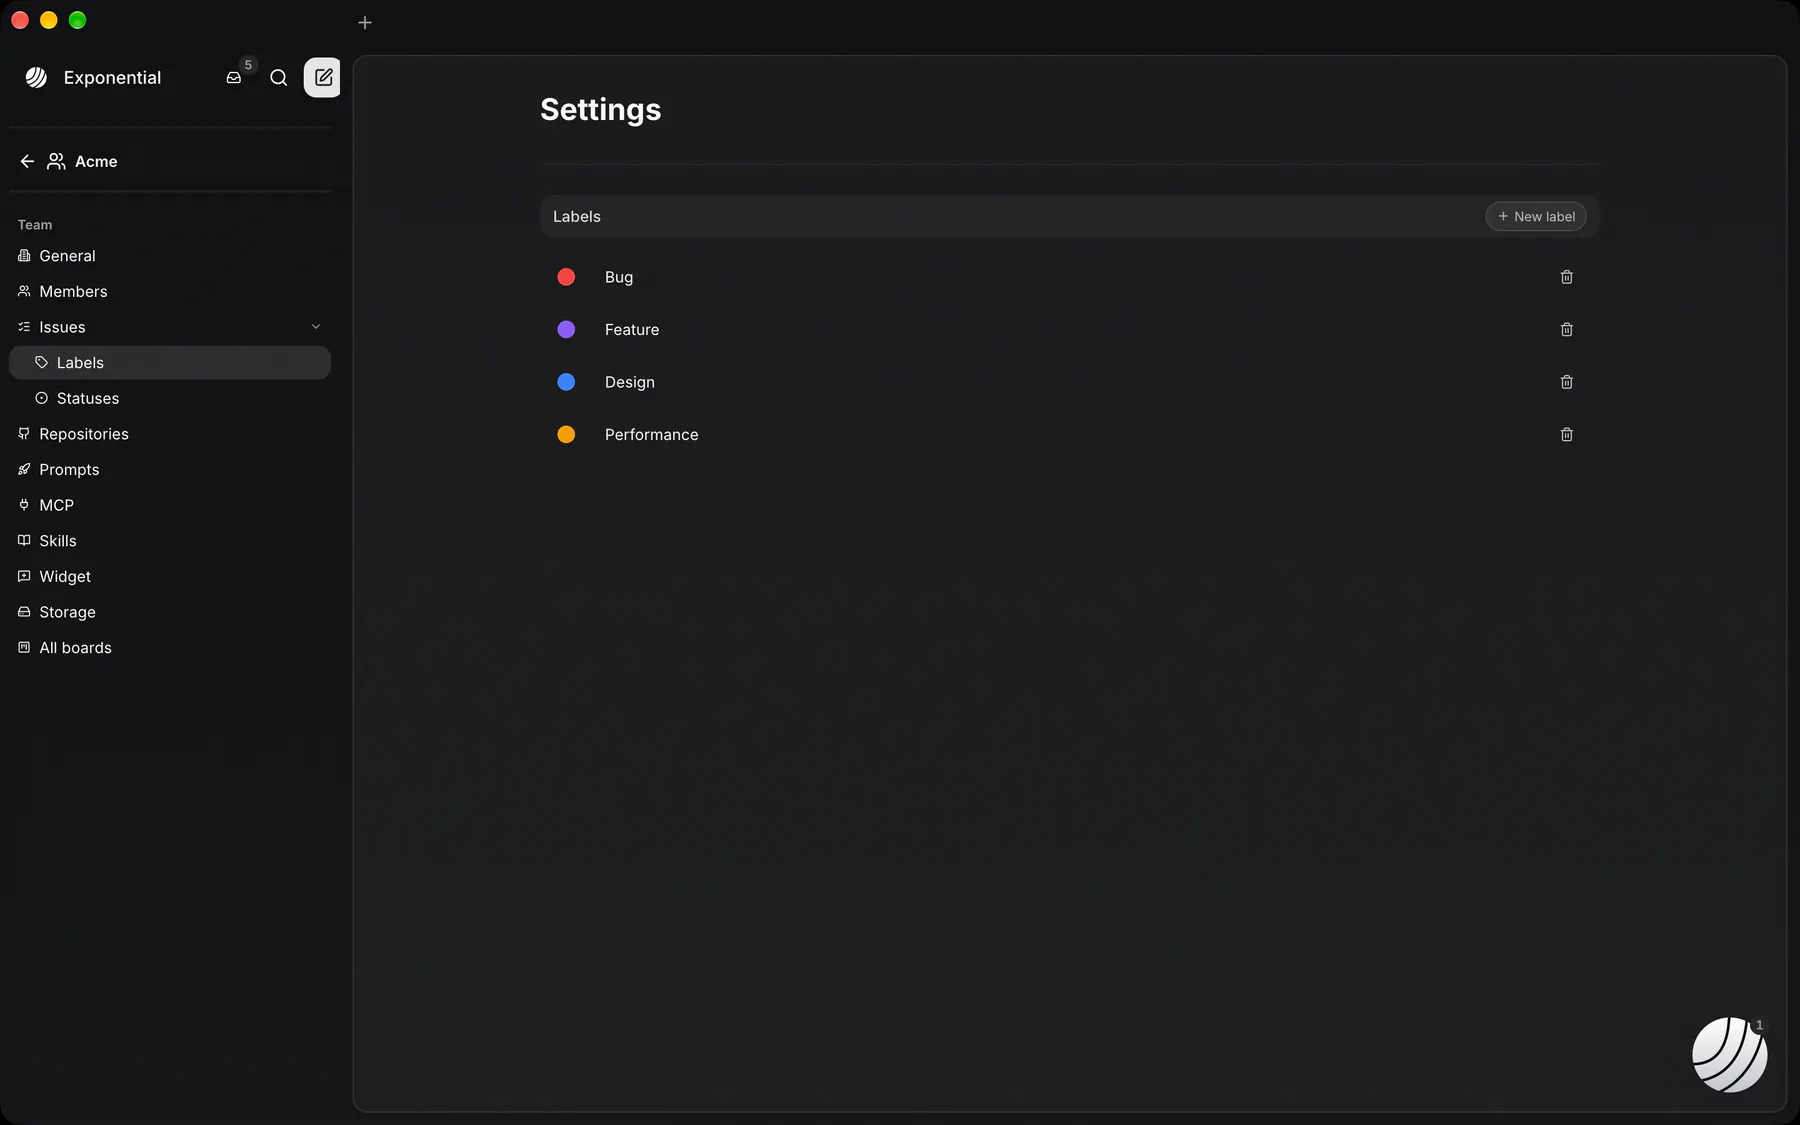 Exponential
5
Acme
Team
General
Members
Issues
Labels
Statuses
Repositories
Prompts
MCP
Skills
Widget
Storage
All boards
Settings
Labels
New label
Bug
Feature
Design
Performance
1